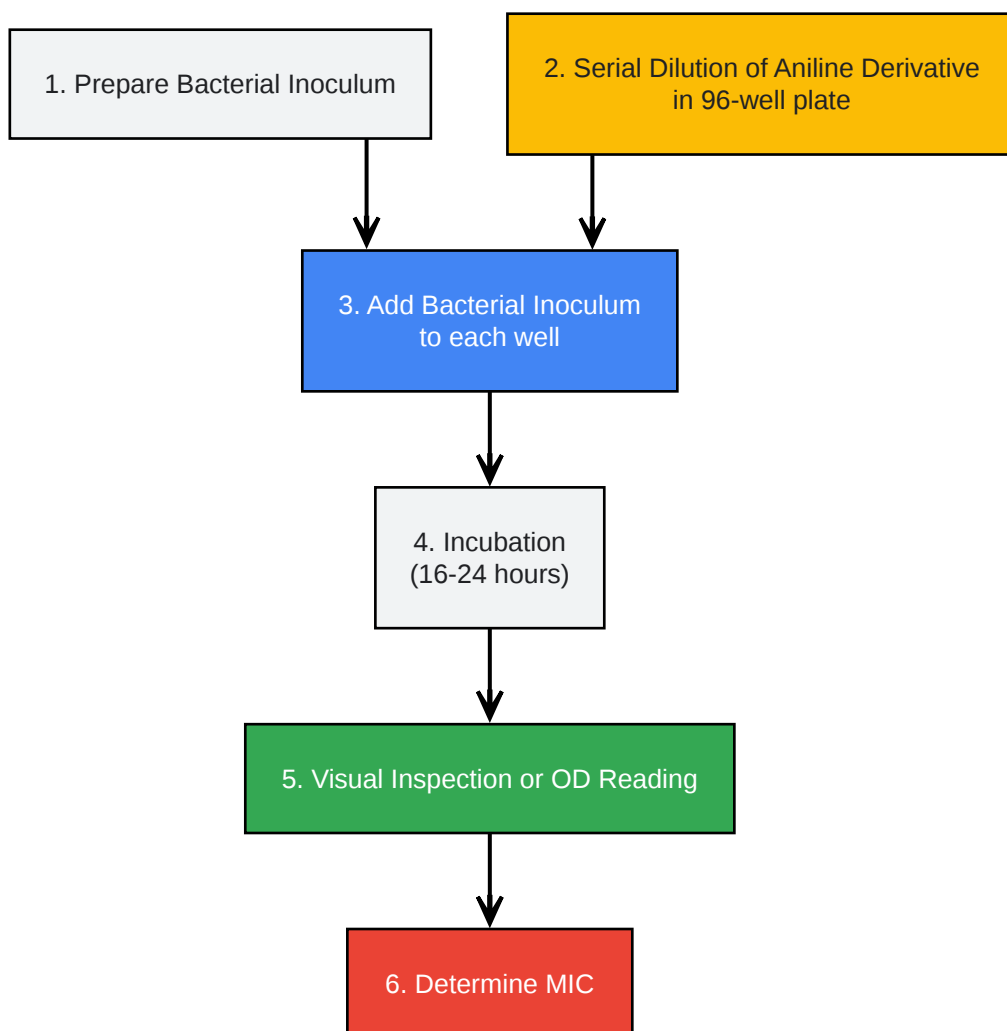 1. Prepare Bacterial Inoculum
2. Serial Dilution of Aniline Derivative
in 96-well plate
3. Add Bacterial Inoculum
to each well
4. Incubation
(16-24 hours)
5. Visual Inspection or OD Reading
6. Determine MIC